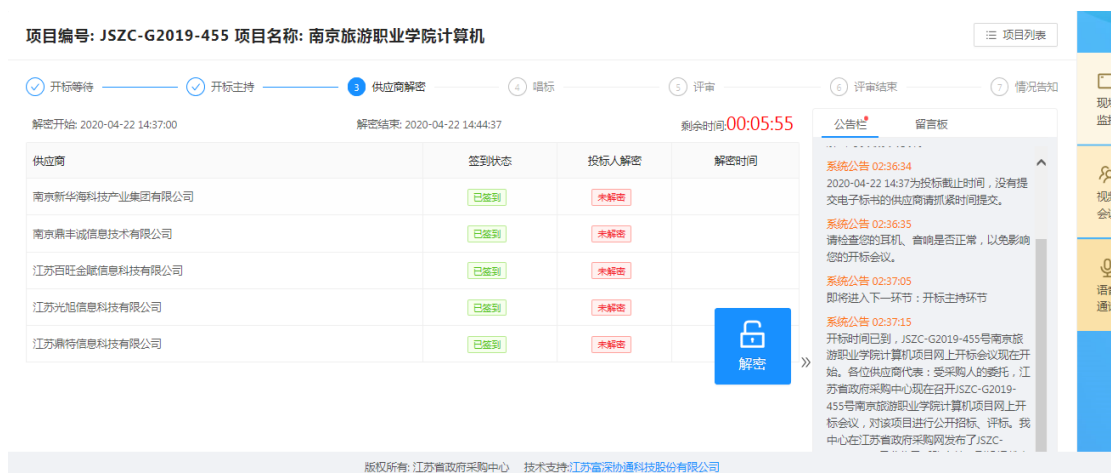 项目编号: JSZC-G2019-455 项目名称: 南京旅游职业学院计算机
项目列表
开标等待
开标主持
3 供应商解密
4 唱标
5 评审
6 评审结束
7 情况告知
解密开始: 2020-04-22 14:37:00
解密结束: 2020-04-22 14:44:37
剩余时间:00:05:55
供应商 签到状态 投标人解密 解密时间
南京新华海科技产业集团有限公司 已签到 未解密
南京鼎丰诚信息技术有限公司 已签到 未解密
江苏百旺金赋信息科技有限公司 已签到 未解密
江苏光旭信息科技有限公司 已签到 未解密
江苏鼎特信息科技有限公司 已签到 未解密
解密
公告栏 留言板
系统公告 02:36:34
2020-04-22 14:37为投标截止时间，没有提
交电子标书的供应商请抓紧时间提交。
系统公告 02:36:35
请检查您的耳机、音响是否正常，以免影响
您的开标会议。
系统公告 02:37:05
即将进入下一环节：开标主持环节
系统公告 02:37:15
开标时间已到，JSZC-G2019-455号南京旅
游职业学院计算机项目网上开标会议现在开
始。各位供应商代表：受采购人的委托，江
苏省政府采购中心现在召开JSZC-G2019-
455号南京旅游职业学院计算机项目网上开
标会议，对该项目进行公开招标、评标。我
中心在江苏省政府采购网发布了JSZC-
版权所有: 江苏省政府采购中心 技术支持:江苏富深协通科技股份有限公司